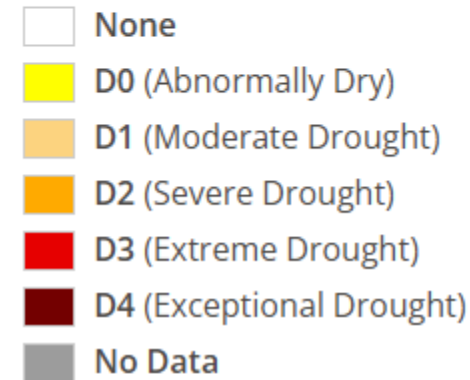 None
D0 (Abnormally Dry)
D1 (Moderate Drought)
D2 (Severe Drought)
D3 (Extreme Drought)
D4 (Exceptional Drought)
No Data